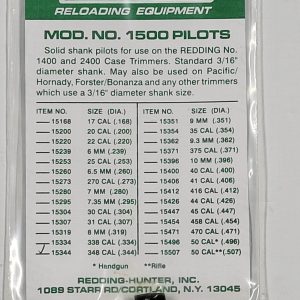 RELOADING EQUIPMENT
MOD. NO. 1500 PILOTS
Solid shank pilots for use on the REDDING No.
1400 and 2400 Case Trimmers. Standard 3/16"
diameter shank. May also be used on Pacific/
Hornady, Forster/Bonanza and any other trimmers
which use a 3/16" diameter shank size.
ITEM NO. SIZE (DIA.) ITEM NO. SIZE (DIA.)
15168 17 CAL (.168) 15351 9 MM (.351)
15200 20 CAL (.200) 15354 35 CAL (.354)
15220 22 CAL (.220) 15362 9.3 MM (.362)
15239 6 MM (.239) 15371 375 CAL (.371)
15253 25 CAL (.253) 15396 10 MM (.396)
15260 6.5 MM (.260) 15400 40 CAL (.400)
15273 270 CAL (.273) 15406 41 CAL (.406)
15280 7 MM (.280) 15412 416 CAL (.412)
15295 7.35 MM (.295) 15426 44 CAL (.426)
15304 30 CAL (.304) 15447 45 CAL (.447)
15307 31 CAL (.307) 15454 458 CAL (.454)
15319 8 MM (.319) 15471 470 CAL (.471)
15334 338 CAL (.334) 15496 50 CAL* (.496)
15344 348 CAL (.344) 15507 50 CAL**(.507)
* Handgun **Rifle
REDDING-HUNTER, INC.
1089 STARR RD/CORTLAND, N.Y. 13045